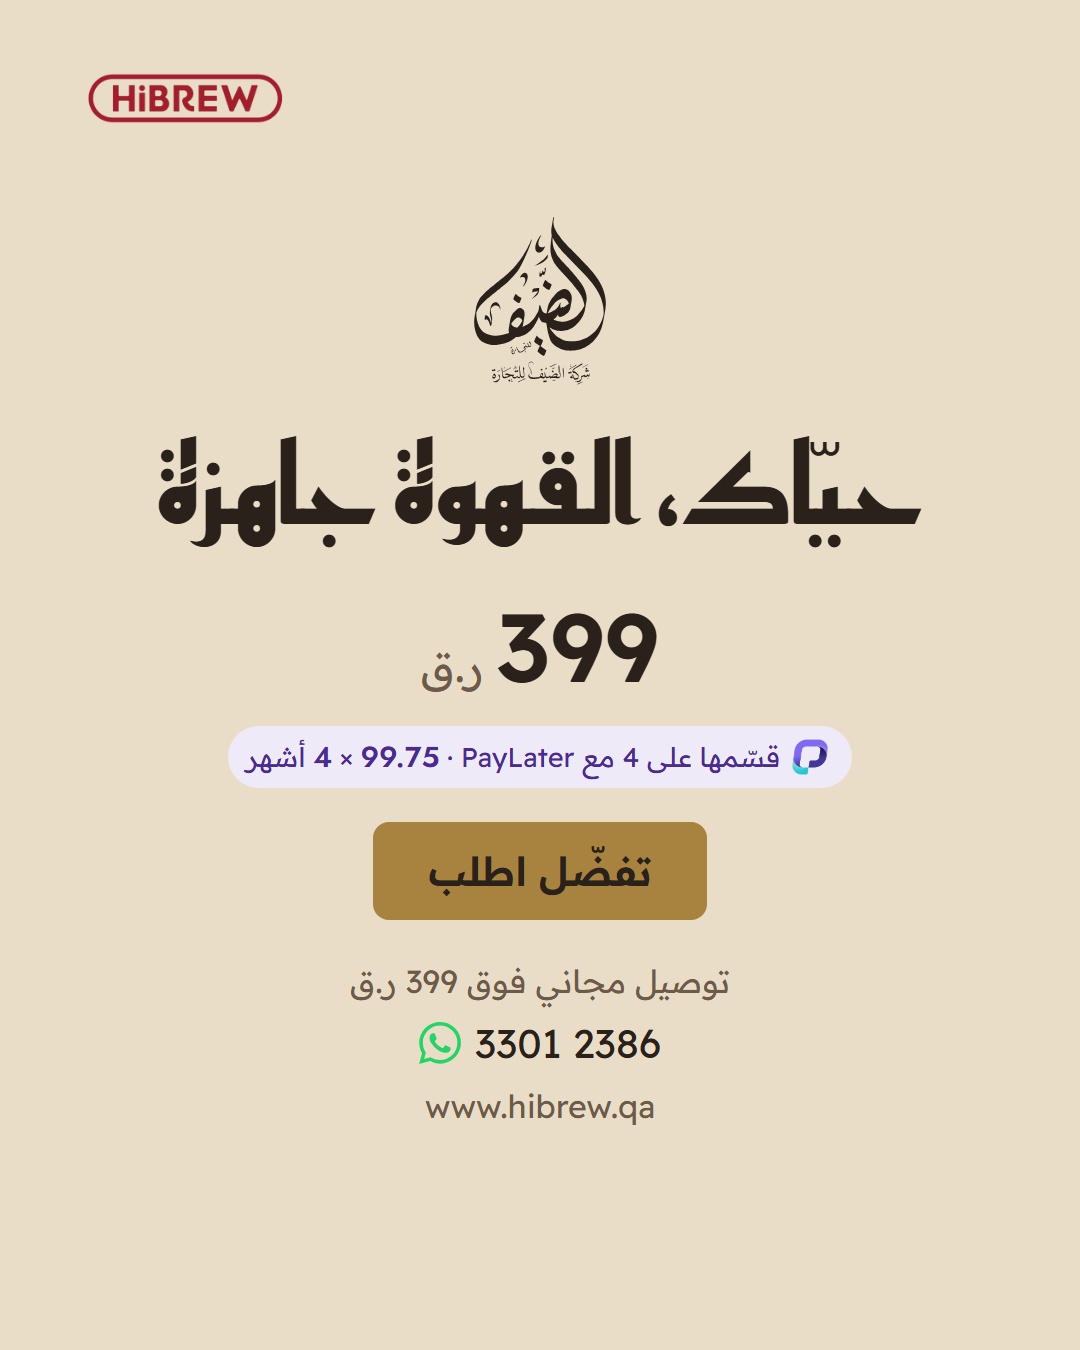 HiBREW
الضيف
للتجارة
شركة الضيف للتجارة
حيّاك، القهوة جاهزة
399 ر.ق
قسّمها على 4 مع PayLater · 99.75 × 4 أشهر
تفضّل اطلب
توصيل مجاني فوق 399 ر.ق
3301 2386
www.hibrew.qa